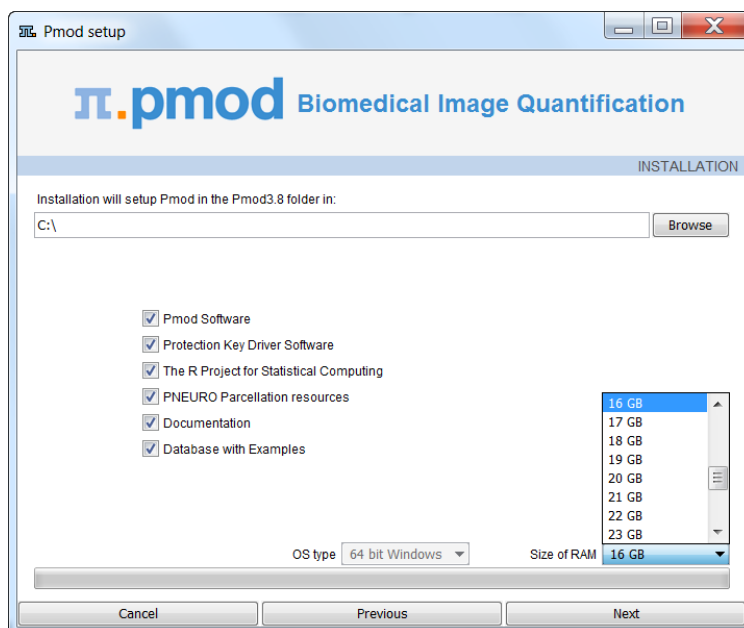 Pmod setup
π.pmod Biomedical Image Quantification
INSTALLATION
Installation will setup Pmod in the Pmod3.8 folder in:
C:\
Browse
Pmod Software
Protection Key Driver Software
The R Project for Statistical Computing
PNEURO Parcellation resources
Documentation
Database with Examples
16 GB
17 GB
18 GB
19 GB
20 GB
21 GB
22 GB
23 GB
OS type 64 bit Windows Size of RAM 16 GB
Cancel Previous Next